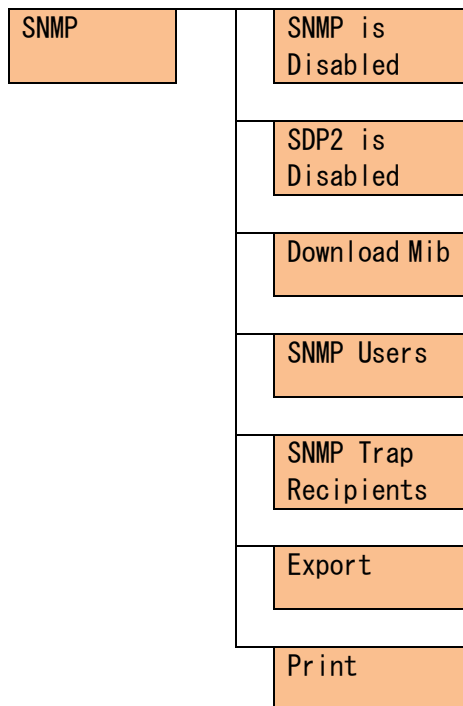 SNMP
SNMP is
Disabled
SDP2 is
Disabled
Download Mib
SNMP Users
SNMP Trap
Recipients
Export
Print